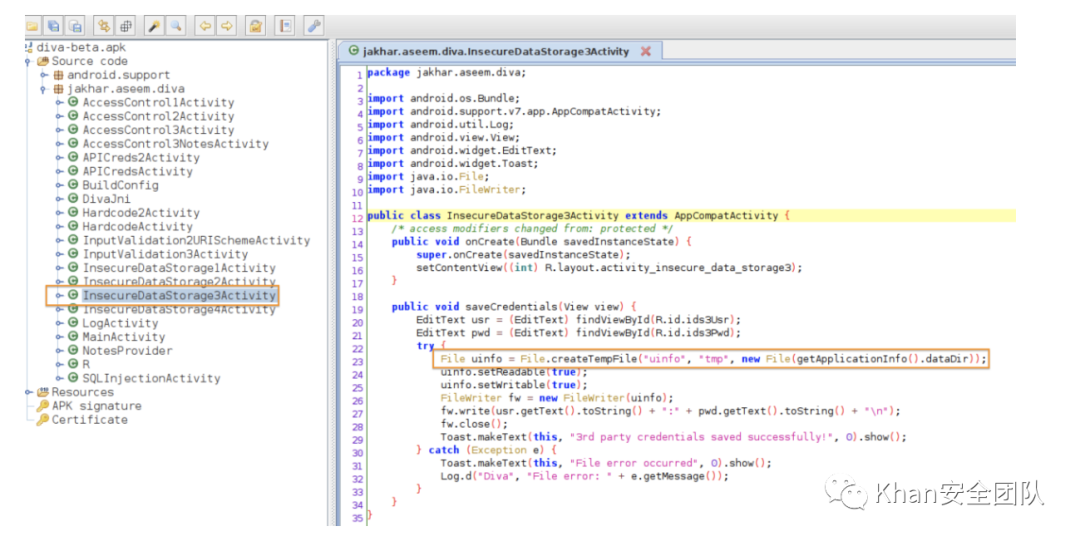 diva-beta.apk
Source code
android.support
jakhar.aseem.diva
AccessControl1Activity
AccessControl2Activity
AccessControl3Activity
AccessControl3NotesActivity
APICreds2Activity
APICredsActivity
BuildConfig
DivaJni
Hardcode2Activity
HardcodeActivity
InputValidation2URISchemeActivity
InputValidation3Activity
InsecureDataStorage1Activity
InsecureDataStorage2Activity
InsecureDataStorage3Activity
InsecureDataStorage4Activity
LogActivity
MainActivity
NotesProvider
R
SQLInjectionActivity
Resources
APK signature
Certificate
jakhar.aseem.diva.InsecureDataStorage3Activity
1 package jakhar.aseem.diva;
2
3 import android.os.Bundle;
4 import android.support.v7.app.AppCompatActivity;
5 import android.util.Log;
6 import android.view.View;
7 import android.widget.EditText;
8 import android.widget.Toast;
9 import java.io.File;
10 import java.io.FileWriter;
11
12 public class InsecureDataStorage3Activity extends AppCompatActivity {
13 /* access modifiers changed from: protected */
14 public void onCreate(Bundle savedInstanceState) {
15 super.onCreate(savedInstanceState);
16 setContentView((int) R.layout.activity_insecure_data_storage3);
17 }
18
19 public void saveCredentials(View view) {
20 EditText usr = (EditText) findViewById(R.id.ids3Usr);
21 EditText pwd = (EditText) findViewById(R.id.ids3Pwd);
22 try {
23 File uinfo = File.createTempFile("uinfo", "tmp", new File(getApplicationInfo().dataDir));
24 uinfo.setReadable(true);
25 uinfo.setWritable(true);
26 FileWriter fw = new FileWriter(uinfo);
27 fw.write(usr.getText().toString() + ":" + pwd.getText().toString() + "\n");
28 fw.close();
29 Toast.makeText(this, "3rd party credentials saved successfully!", 0).show();
30 } catch (Exception e) {
31 Toast.makeText(this, "File error occurred", 0).show();
32 Log.d("Diva", "File error: " + e.getMessage());
33 }
34 }
35 }
Khan安全团队